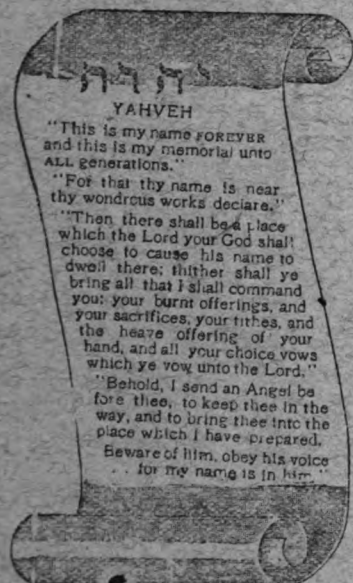 יהוה
YAHVEH
"This is my name FOREVER
and this is my memorial unto
ALL generations."
"For that thy name is near
thy wondrous works declare."
"Then there shall be a place
which the Lord your God shall
choose to cause his name to
dwell there; thither shall ye
bring all that I shall command
you; your burnt offerings, and
your sacrifices, your tithes, and
the heave offering of your
hand, and all your choice vows
which ye vow unto the Lord."
"Behold, I send an Angel be
fore thee, to keep thee in the
way, and to bring thee into the
place which I have prepared.
Beware of him, obey his voice
. . for my name is in him."